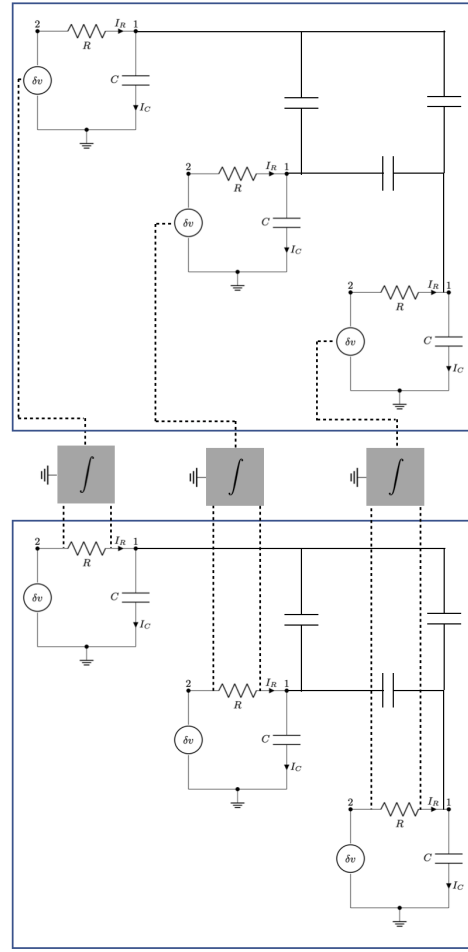 2 I_R 1
R
δv C
I_C
2 I_R 1
R
δv C
I_C
2 I_R 1
R
δv C
I_C
∫ ∫ ∫
2 I_R 1
R
δv C
I_C
2 I_R 1
R
δv C
I_C
2 I_R 1
R
δv C
I_C